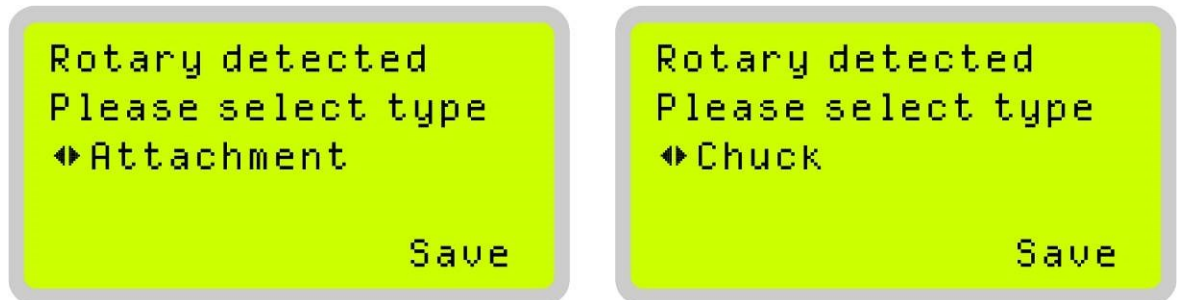 Rotary detected
Please select type
Attachment
Save
Rotary detected
Please select type
Chuck
Save